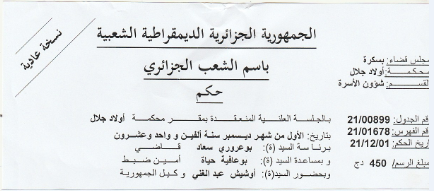 نسخة عادية
الجمهورية الجزائرية الديمقراطية الشعبية
باسم الشعب الجزائري
حكم
مجلس قضاء: بسكرة
محكمة: أولاد جلال
القسم: شؤون الأسرة
رقم الجدول: 21/00899
رقم الفهرس: 21/01678
تاريخ الحكم: 21/12/01
مبلغ الرسم/ 450 دج
بالجلسة العلنية المنعقدة بمقر محكمة أولاد جلال
بتاريخ: الأول من شهر ديسمبر سنة ألفين و واحد وعشرون
برئاسة السيد (ة): بوعروري سعاد قاضي
و بمساعدة السيد (ة): بوعافية حياة أمين ضبط
وبحضور السيد (ة): أوشيش عبد الغني وكيل الجمهورية